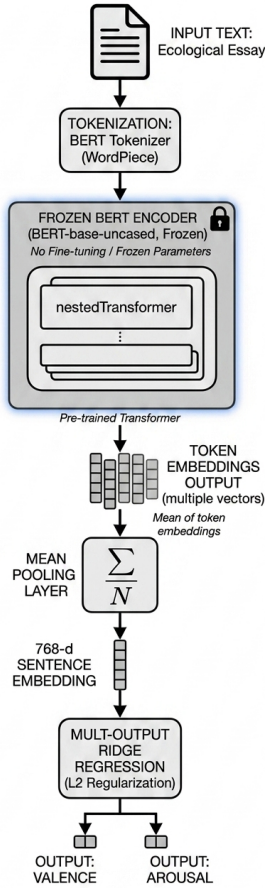 INPUT TEXT:
Ecological Essay
TOKENIZATION:
BERT Tokenizer
(WordPiece)
FROZEN BERT ENCODER
(BERT-base-uncased, Frozen)
No Fine-tuning / Frozen Parameters
nestedTransformer
Pre-trained Transformer
TOKEN
EMBEDDINGS
OUTPUT
(multiple vectors)
Mean of token
embeddings
MEAN
POOLING
LAYER
∑
N
768-d
SENTENCE
EMBEDDING
MULT-OUTPUT
RIDGE
REGRESSION
(L2 Regularization)
OUTPUT:
VALENCE
OUTPUT:
AROUSAL